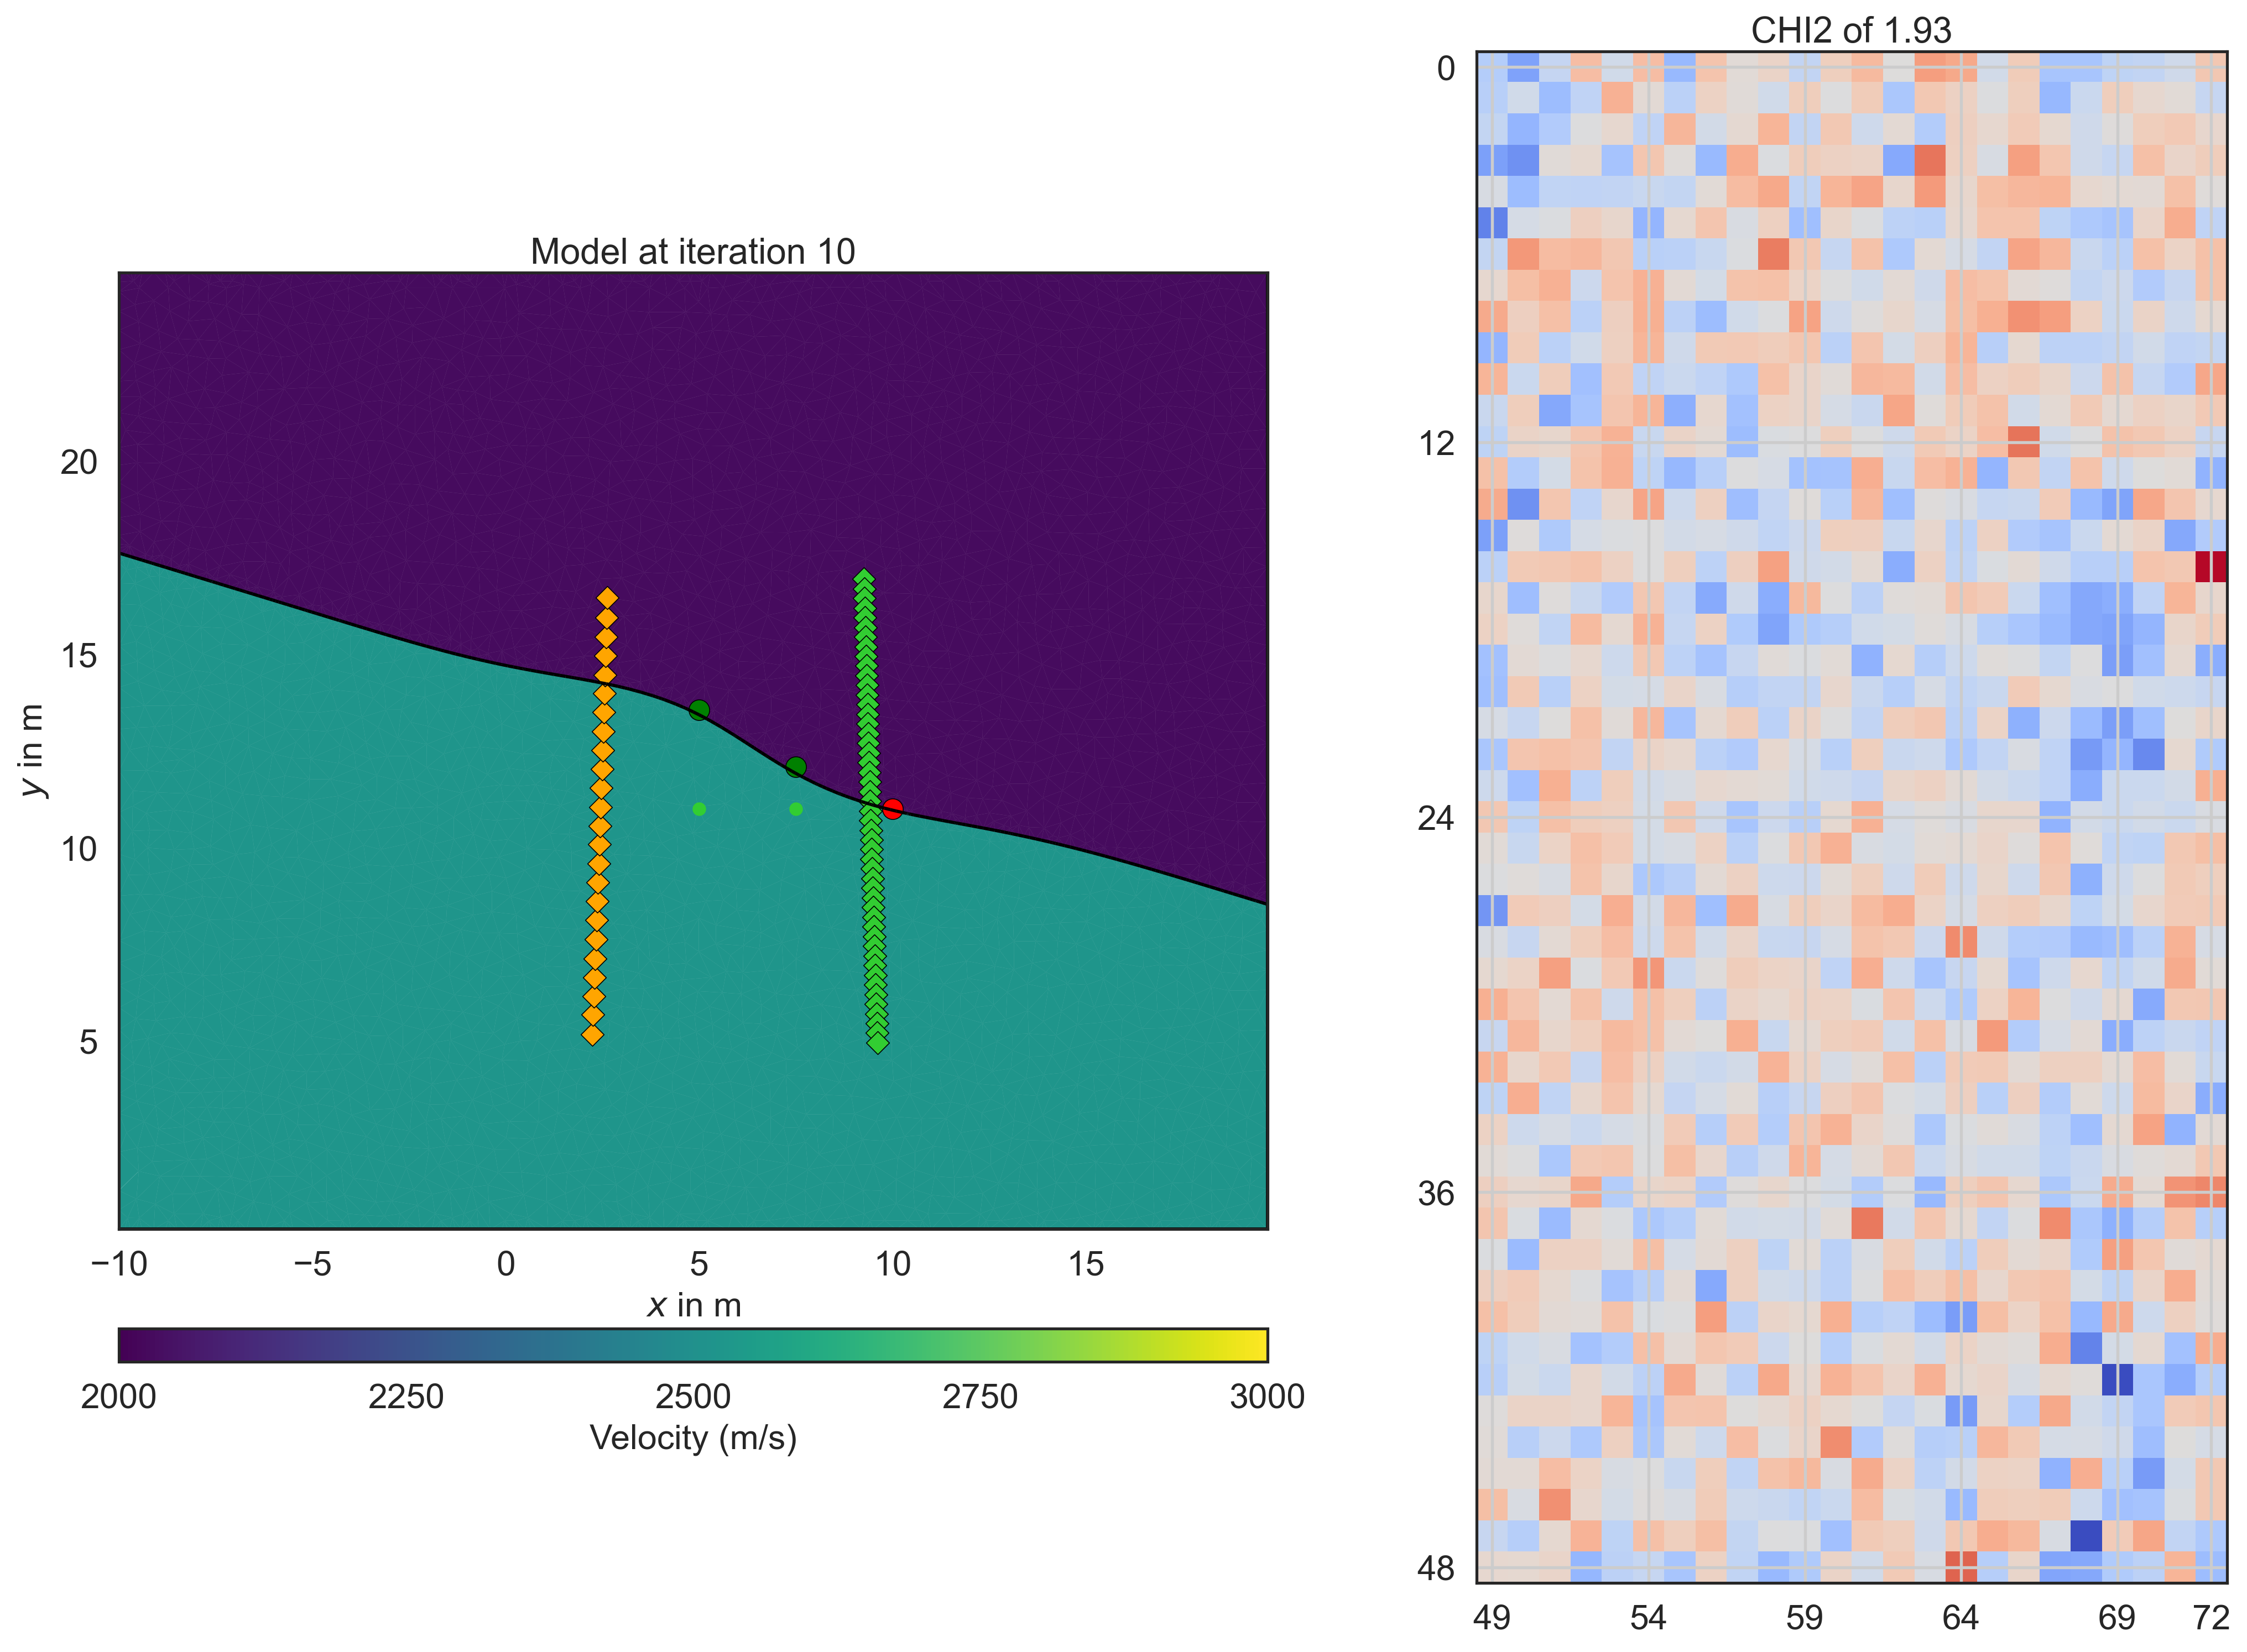 Model at iteration 10
20
15
10
5
y in m
−10 −5 0 5 10 15
x in m
2000 2250 2500 2750 3000
Velocity (m/s)
CHI2 of 1.93
0
12
24
36
48
49 54 59 64 69 72